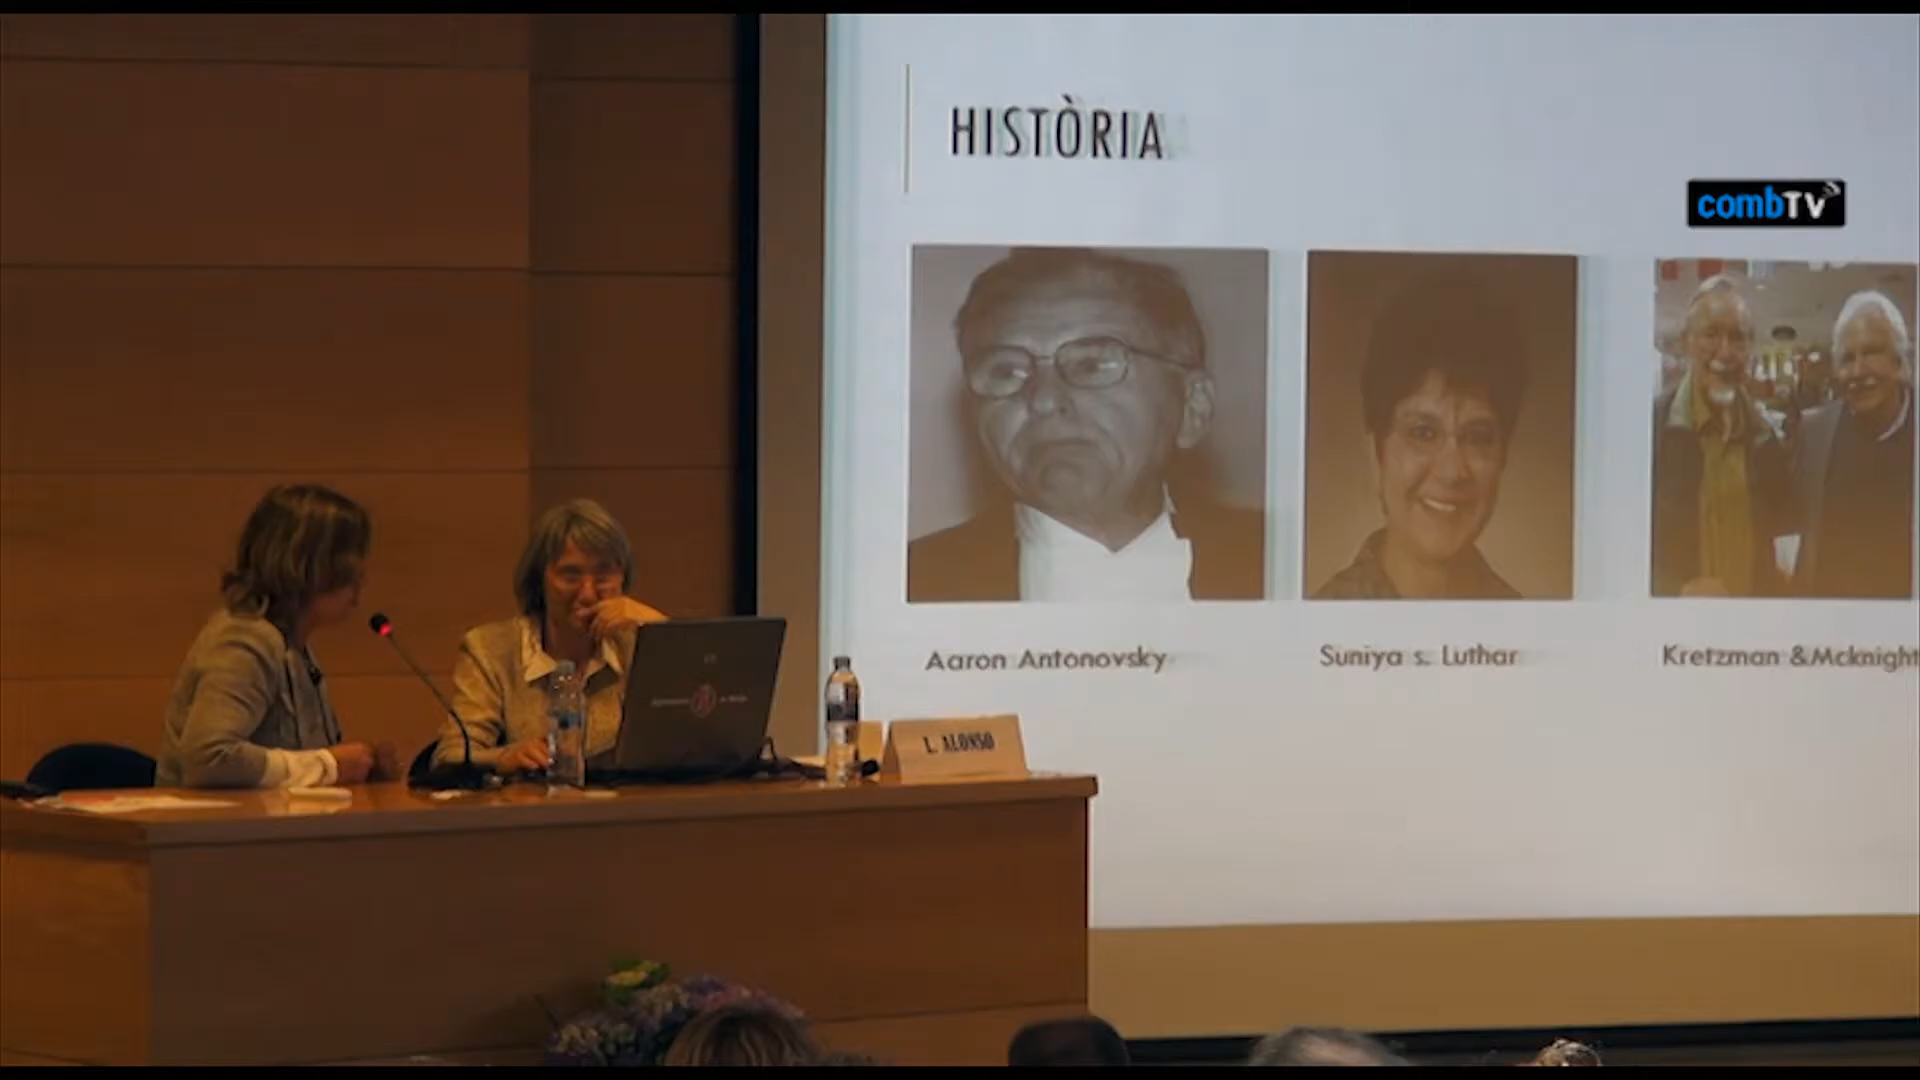 HISTÒRIA
combTV
Aaron Antonovsky
Suniya s. Luthar
Kretzman &Mcknight
L. ALONSO